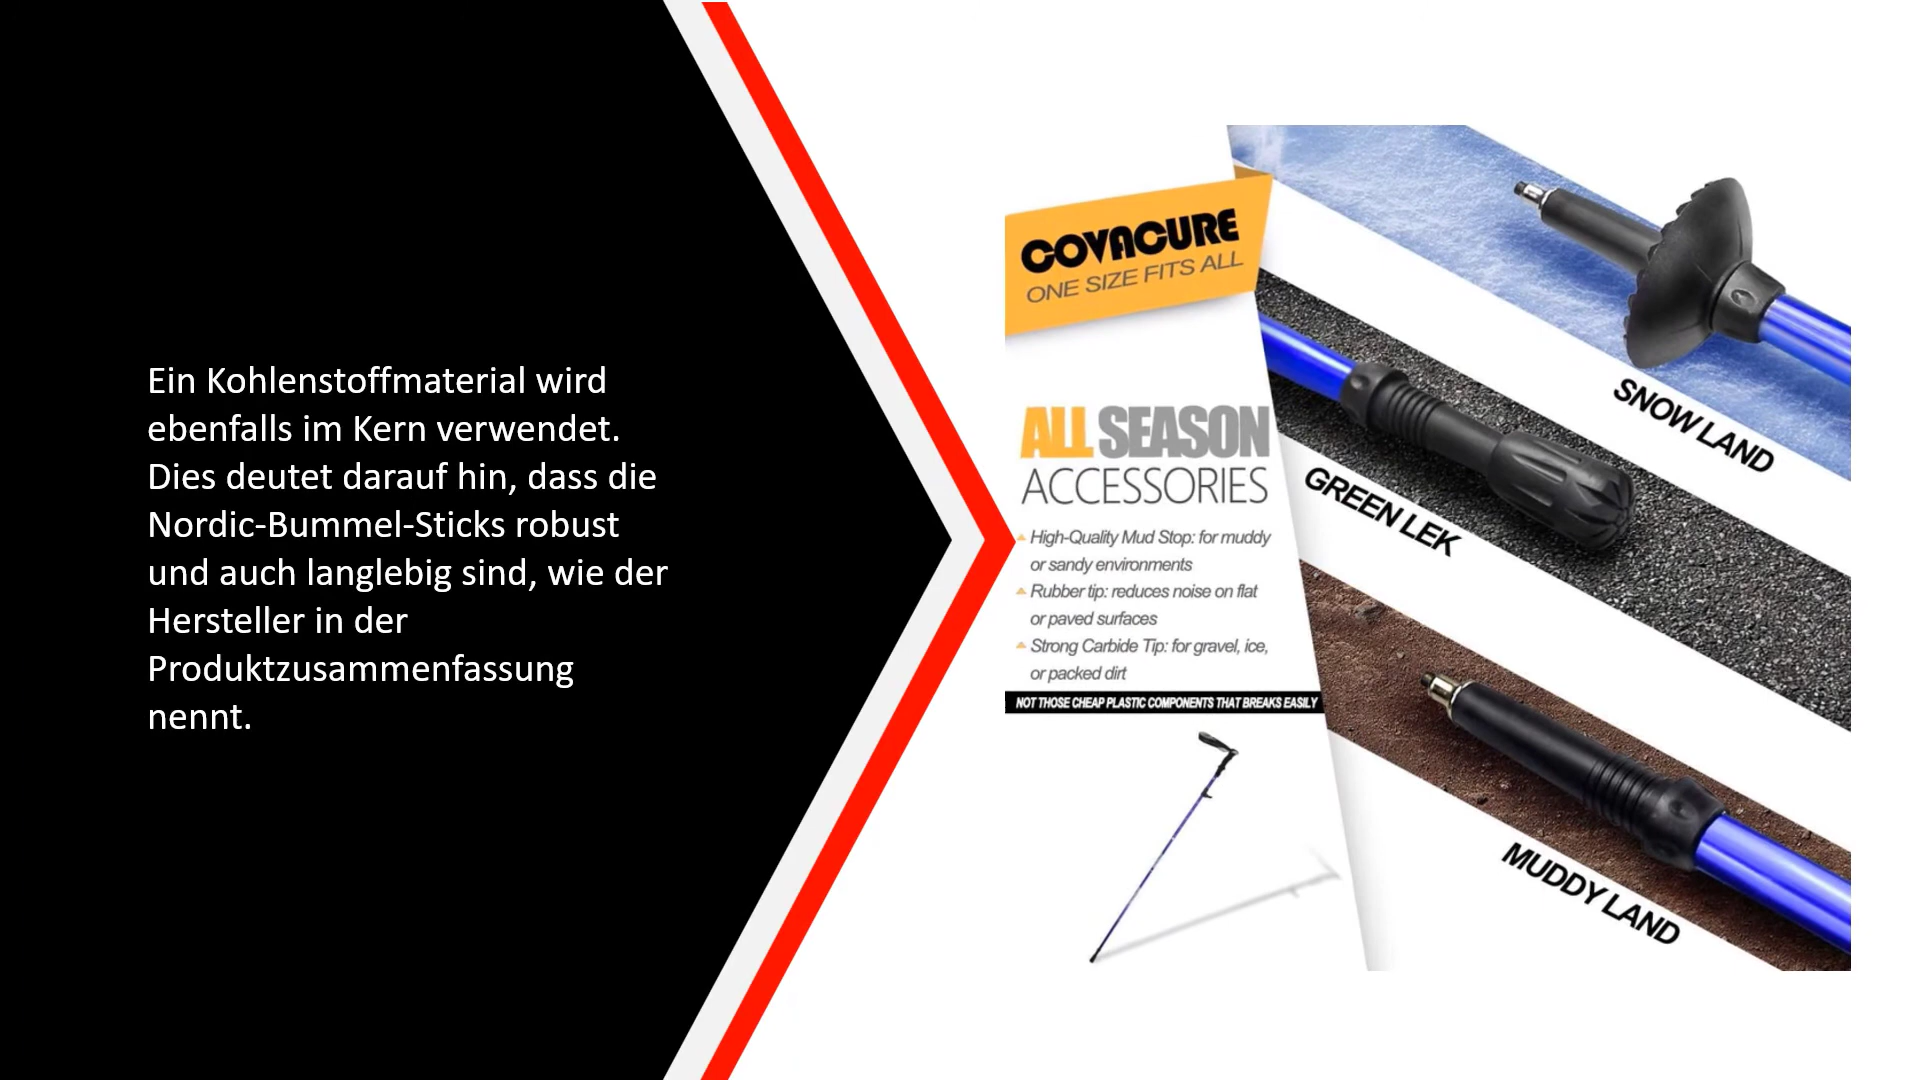 Ein Kohlenstoffmaterial wird
ebenfalls im Kern verwendet.
Dies deutet darauf hin, dass die
Nordic-Bummel-Sticks robust
und auch langlebig sind, wie der
Hersteller in der
Produktzusammenfassung
nennt.
COVACURE
ONE SIZE FITS ALL
ALL SEASON
ACCESSORIES
High-Quality Mud Stop: for muddy
or sandy environments
Rubber tip: reduces noise on flat
or paved surfaces
Strong Carbide Tip: for gravel, ice,
or packed dirt
NOT THOSE CHEAP PLASTIC COMPONENTS THAT BREAKS EASILY
SNOW LAND
GREEN LEK
MUDDY LAND